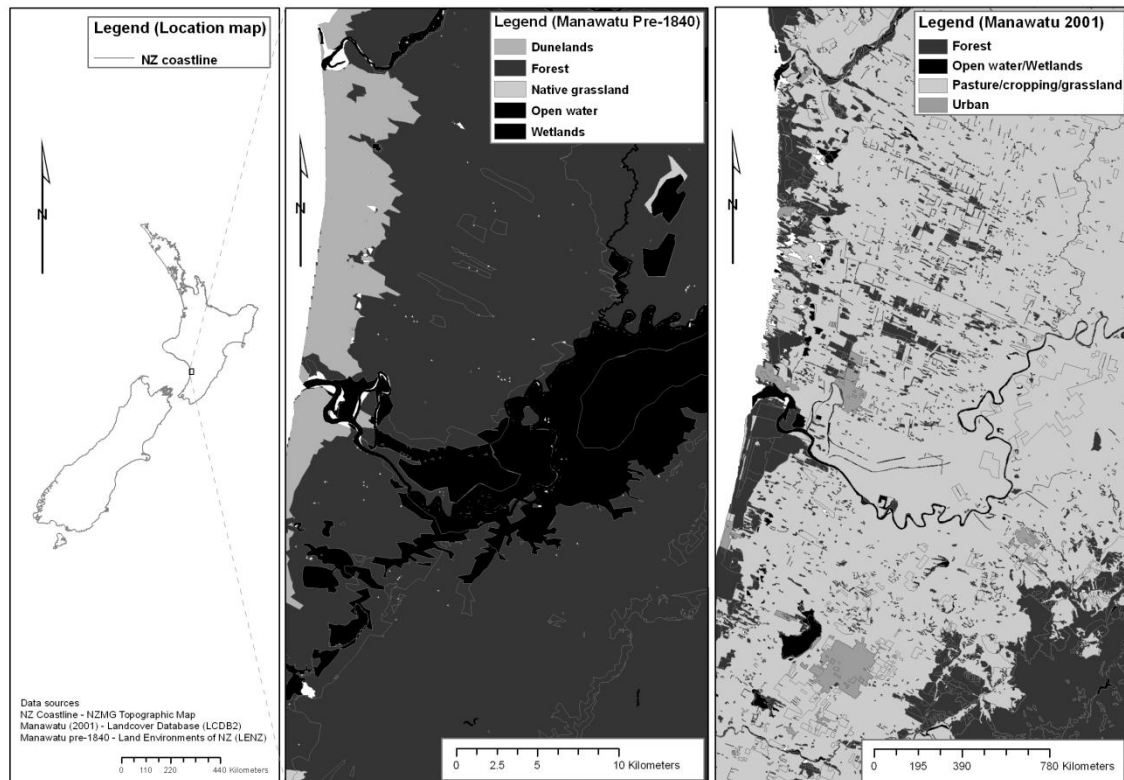 Legend (Location map)
NZ coastline
N
Data sources
NZ Coastline - NZMG Topographic Map
Manawatu (2001) - Landcover Database (LCDB2)
Manawatu pre-1840 - Land Environments of NZ (LENZ)
0 110 220 440 Kilometers
Legend (Manawatu Pre-1840)
Dunelands
Forest
Native grassland
Open water
Wetlands
N
0 2.5 5 10 Kilometers
Legend (Manawatu 2001)
Forest
Open water/Wetlands
Pasture/cropping/grassland
Urban
N
0 195 390 780 Kilometers